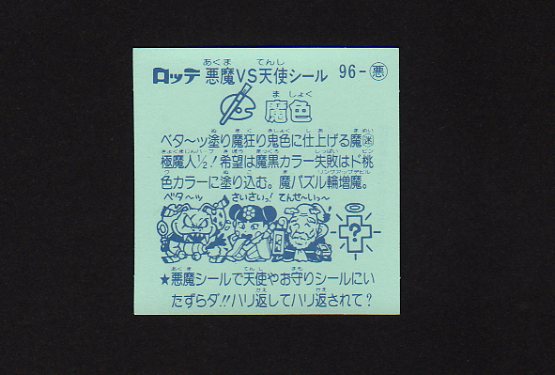 ロッテ 悪魔VS天使シール 96-悪
魔色
ベタ〜ッ塗り魔狂り鬼色に仕上げる魔迷
極魔人½!希望は魔黒カラー失敗はド桃
色カラーに塗り込む。魔パズル輪増魔。
ベタ〜ッ さいさいっ! てんせ〜いっ〜
?
★悪魔シールで天使やお守りシールにい
たずらダ!!ハリ返してハリ返されて?